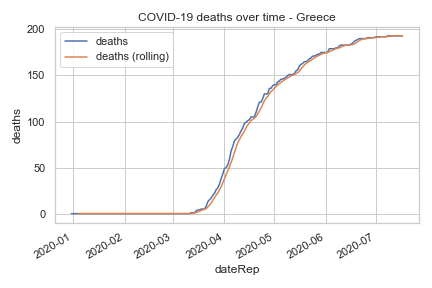 COVID-19 deaths over time - Greece
deaths
deaths (rolling)
200
150
100
50
0
deaths
2020-01
2020-02
2020-03
2020-04
2020-05
2020-06
2020-07
dateRep